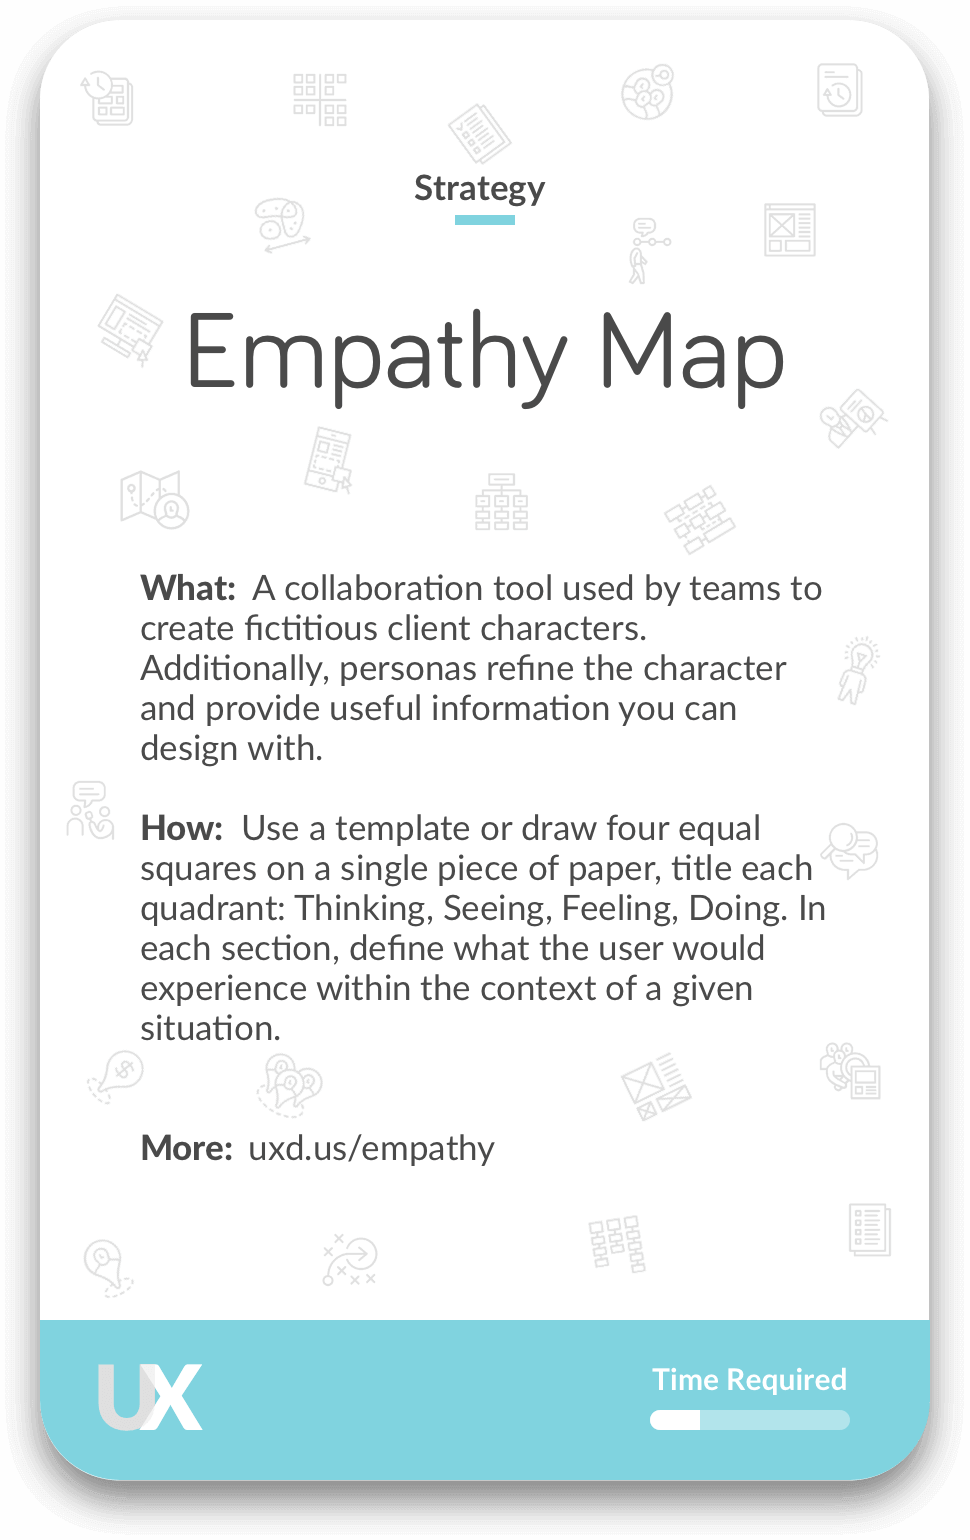 Strategy
Empathy Map
What: A collaboration tool used by teams to
create fictitious client characters.
Additionally, personas refine the character
and provide useful information you can
design with.
How: Use a template or draw four equal
squares on a single piece of paper, title each
quadrant: Thinking, Seeing, Feeling, Doing. In
each section, define what the user would
experience within the context of a given
situation.
More: uxd.us/empathy
UX
Time Required